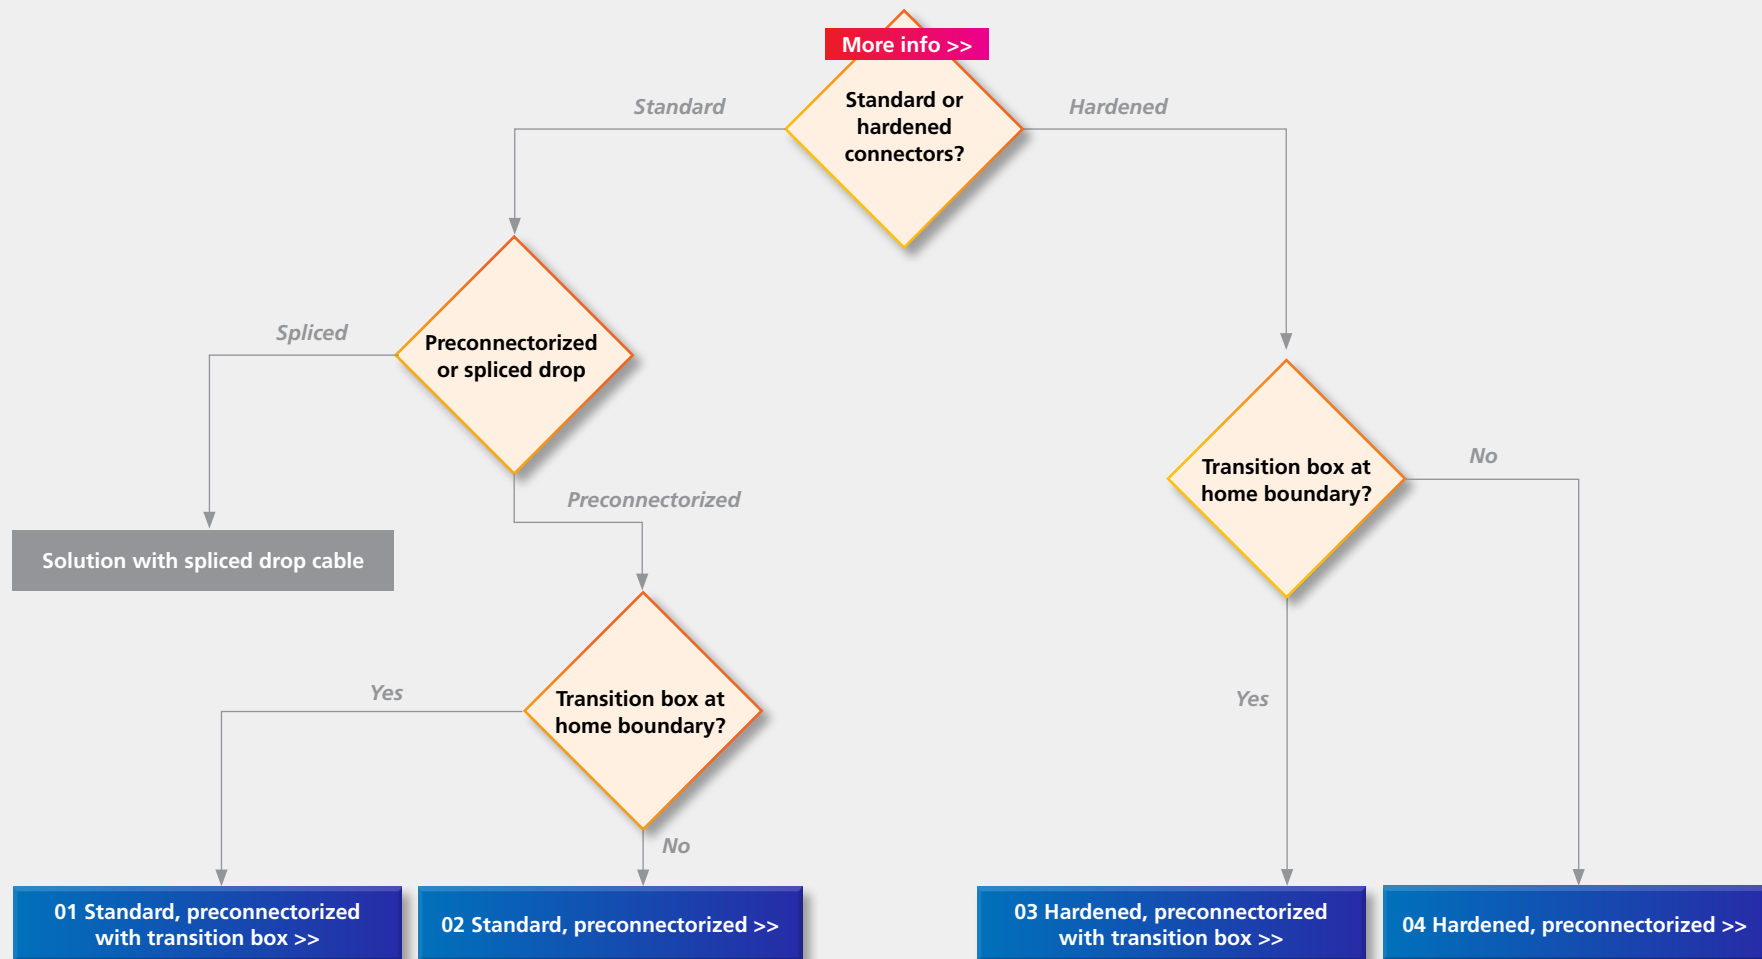 More info >>
Standard or
hardened
connectors?
Standard
Hardened
Spliced
Preconnectorized
or spliced drop
Transition box at
home boundary?
No
Preconnectorized
Solution with spliced drop cable
Yes
Transition box at
home boundary?
Yes
No
01 Standard, preconnectorized
with transition box >>
02 Standard, preconnectorized >>
03 Hardened, preconnectorized
with transition box >>
04 Hardened, preconnectorized >>